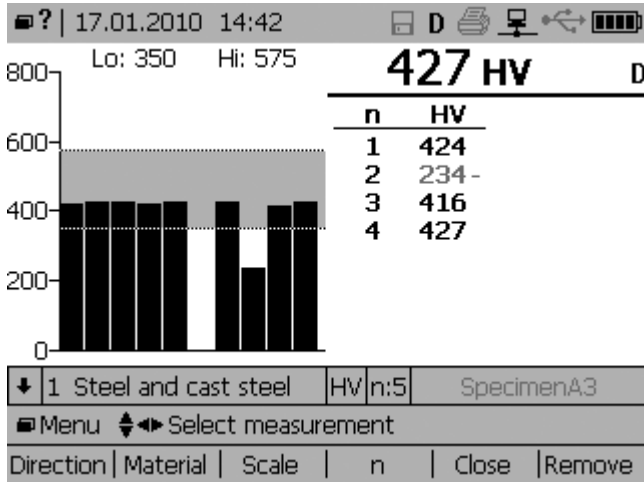 ? 17.01.2010 14:42 D
Lo: 350 Hi: 575
427 HV D
n HV
1 424
2 234-
3 416
4 427
800
600
400
200
0
1 Steel and cast steel HV n:5 SpecimenA3
Menu Select measurement
Direction Material Scale n Close Remove